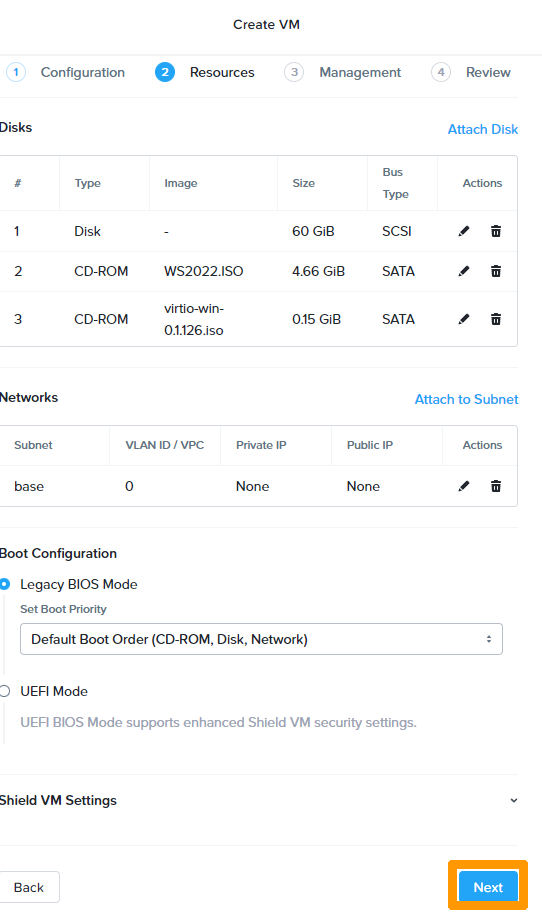 Create VM
1 Configuration 2 Resources 3 Management 4 Review
Disks Attach Disk
# Type Image Size Bus Type Actions
1 Disk - 60 GiB SCSI
2 CD-ROM WS2022.ISO 4.66 GiB SATA
3 CD-ROM virtio-win-0.1.126.iso 0.15 GiB SATA
Networks Attach to Subnet
Subnet VLAN ID / VPC Private IP Public IP Actions
base 0 None None
Boot Configuration
Legacy BIOS Mode
Set Boot Priority
Default Boot Order (CD-ROM, Disk, Network)
UEFI Mode
UEFI BIOS Mode supports enhanced Shield VM security settings.
Shield VM Settings
Back Next